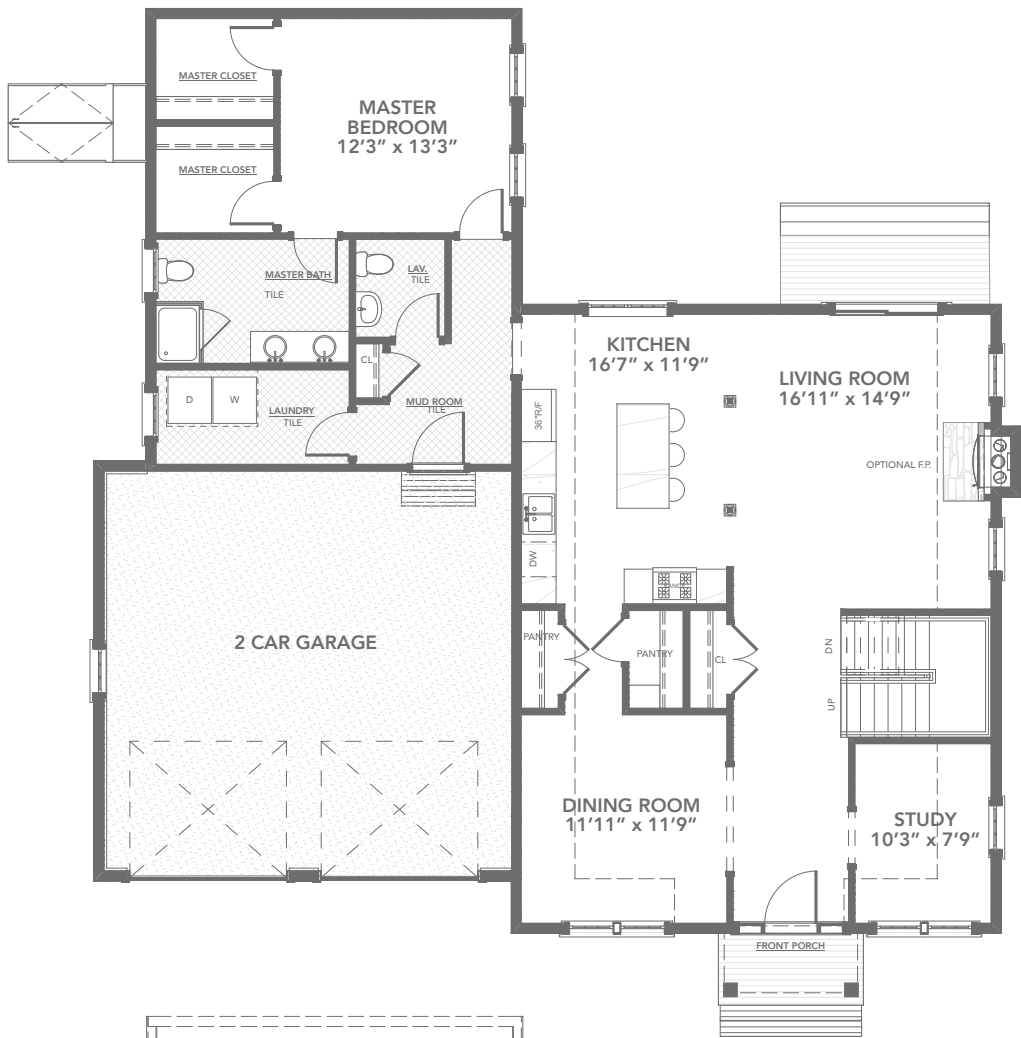 MASTER CLOSET
MASTER
BEDROOM
12'3" x 13'3"
MASTER CLOSET
MASTER BATH
TILE
LAV.
TILE
CL
D
W
LAUNDRY
TILE
MUD ROOM
TILE
KITCHEN
16'7" x 11'9"
LIVING ROOM
16'11" x 14'9"
36"R/F
OPTIONAL F.P.
DW
RANGE
2 CAR GARAGE
PANTRY
PANTRY
CL
DN
UP
DINING ROOM
11'11" x 11'9"
STUDY
10'3" x 7'9"
FRONT PORCH